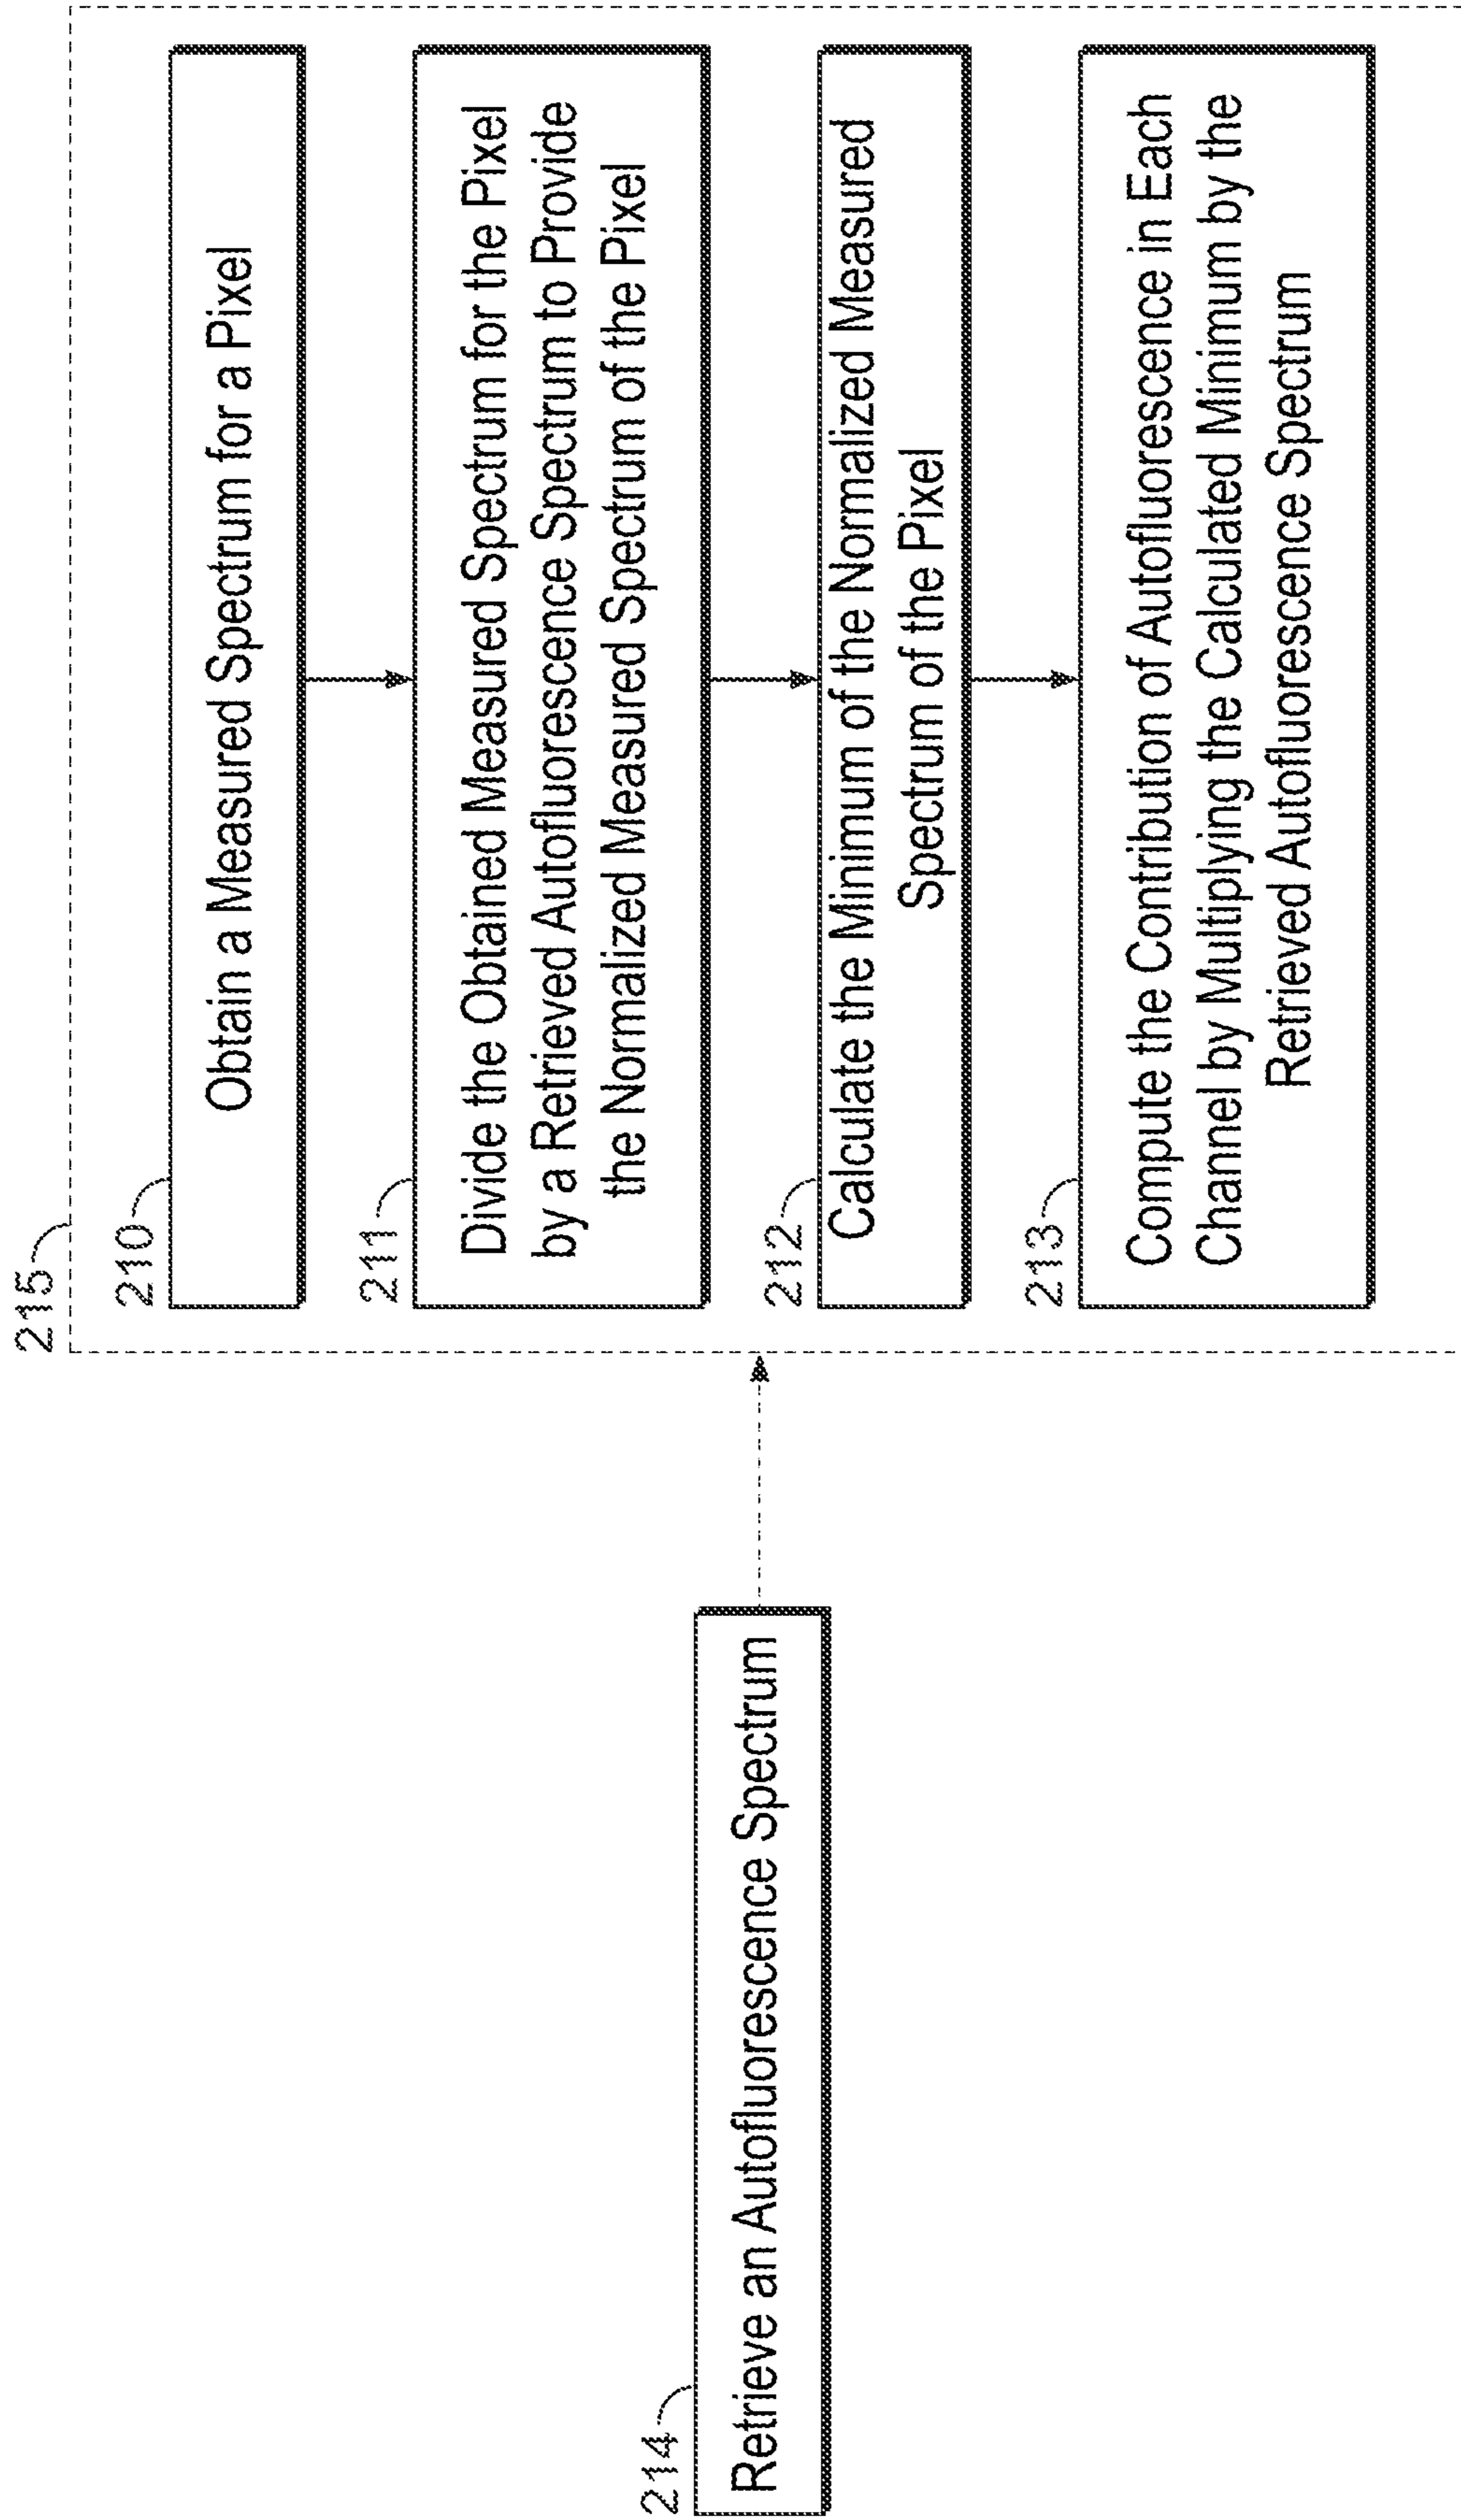 215
210
Obtain a Measured Spectrum for a Pixel
211
Divide the Obtained Measured Spectrum for the Pixel
by a Retrieved Autofluorescence Spectrum to Provide
the Normalized Measured Spectrum of the Pixel
214
Retrieve an Autofluorescence Spectrum
212
Calculate the Minimum of the Normalized Measured
Spectrum of the Pixel
213
Compute the Contribution of Autofluorescence in Each
Channel by Multiplying the Calculated Minimum by the
Retrieved Autofluorescence Spectrum